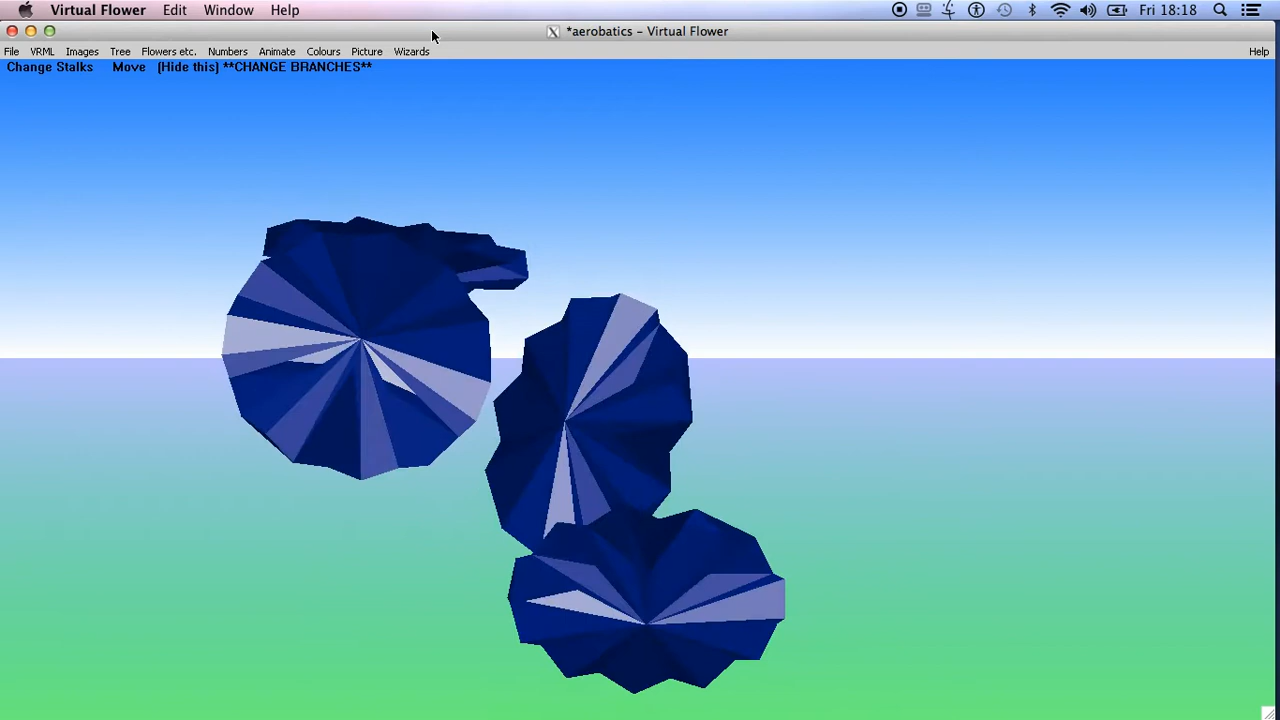 Virtual Flower Edit Window Help Fri 18:18
*aerobatics - Virtual Flower
File VRML Images Tree Flowers etc. Numbers Animate Colours Picture Wizards Help
Change Stalks Move (Hide this) **CHANGE BRANCHES**